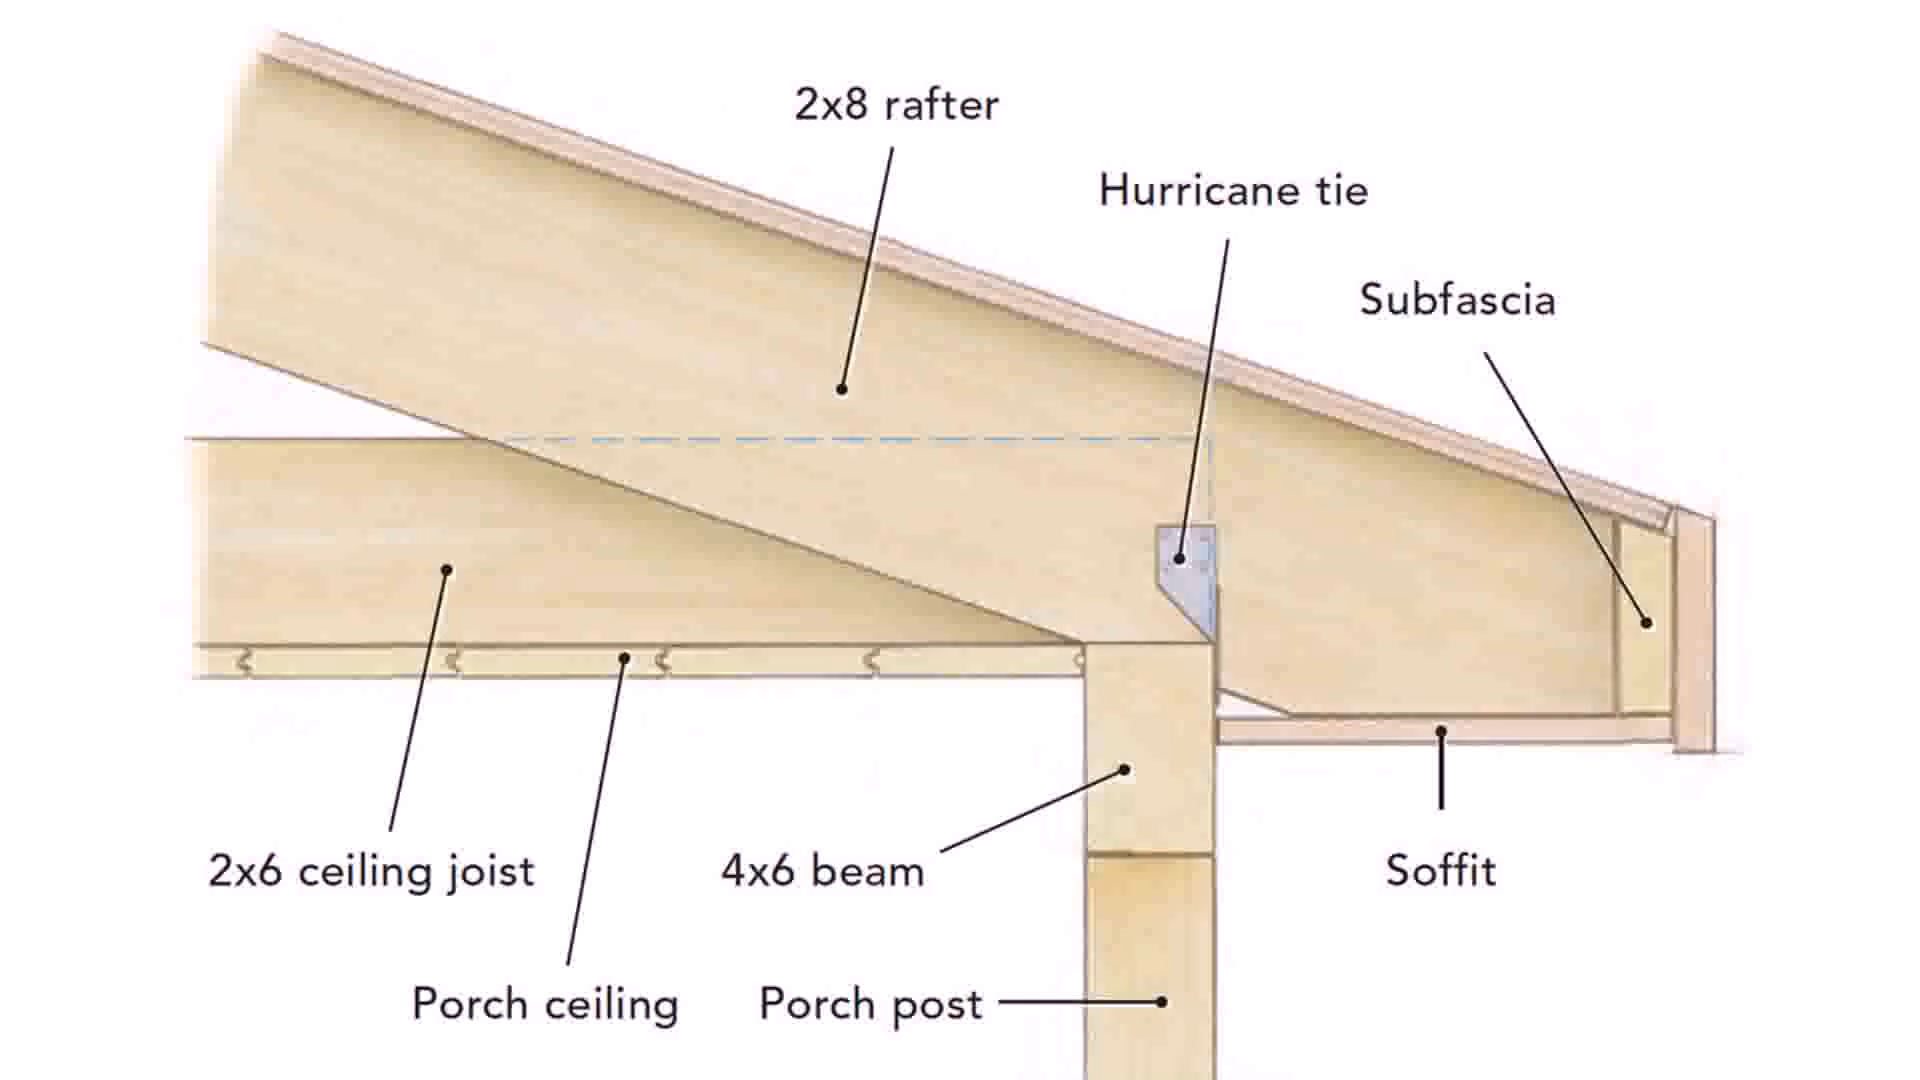 2x8 rafter
Hurricane tie
Subfascia
2x6 ceiling joist
4x6 beam
Soffit
Porch ceiling
Porch post